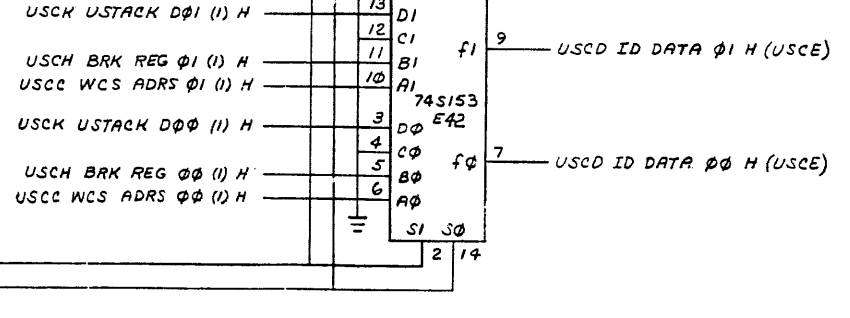 USCK USTACK DØ1 (1) H
13
D1
12
C1
USCH BRK REG Ø1 (1) H
11
B1
f1
9
USCD ID DATA Ø1 H (USCE)
USCC WCS ADRS Ø1 (1) H
1Ø
A1
74S153
E42
USCK USTACK DØØ (1) H
3
DØ
4
CØ
USCH BRK REG ØØ (1) H
5
BØ
fØ
7
USCD ID DATA ØØ H (USCE)
USCC WCS ADRS ØØ (1) H
6
AØ
S1 SØ
2 14